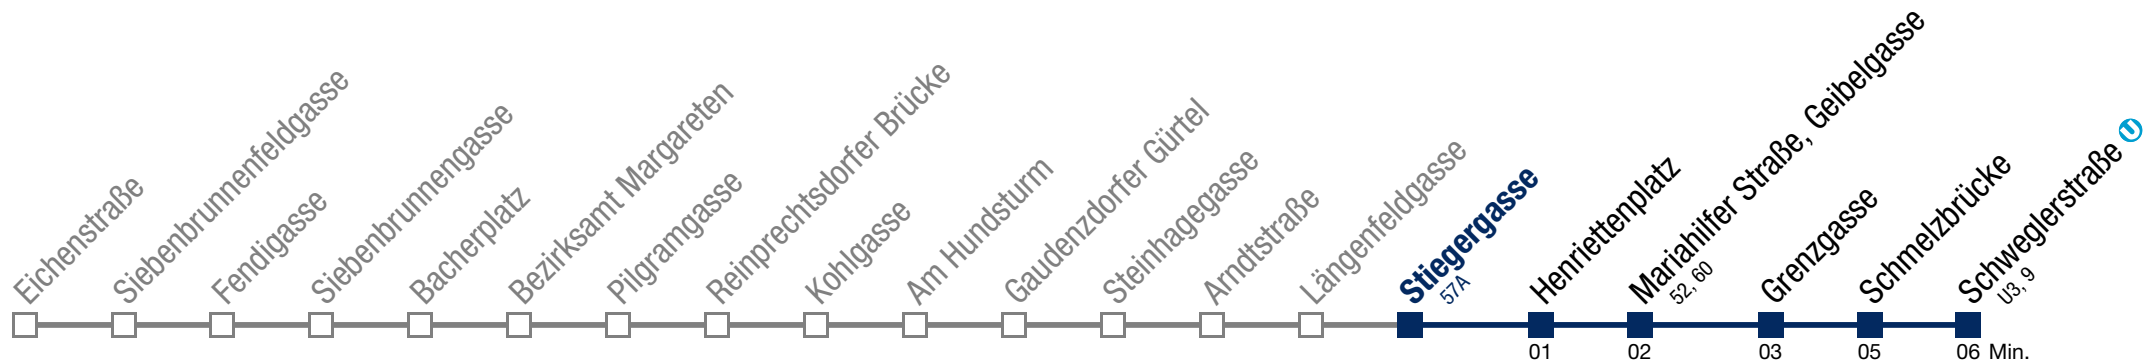 Eichenstraße
Siebenbrunnenfeldgasse
Fendigasse
Siebenbrunnengasse
Bacherplatz
Bezirksamt Margareten
Pilgramgasse
Reinprechtsdorfer Brücke
Kohlgasse
Am Hundsturm
Gaudenzdorfer Gürtel
Steinhagegasse
Arndtstraße
Längenfeldgasse
Stiegergasse
57A
Henriettenplatz
Mariahilfer Straße, Geibelgasse
52, 60
Grenzgasse
Schmelzbrücke
Schweglerstraße U
U3, 9
01 02 03 05 06 Min.